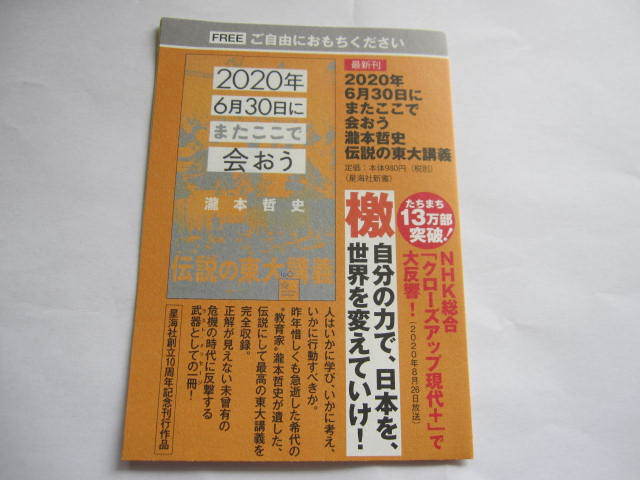 FREE ご自由におもちください
2020年
6月30日に
またここで
会おう
瀧本哲史
伝説の東大講義
最新刊
2020年
6月30日に
またここで
会おう
瀧本哲史
伝説の東大講義
定価:本体980円(税別)
(星海社新書)
たちまち
13万部
突破!
NHK総合
「クローズアップ現代+」で
大反響!(2020年8月26日放送)
檄
自分の力で、日本を、
世界を変えていけ!
人はいかに学び、いかに考え、
いかに行動すべきか。
昨年惜しくも急逝した希代の
“教育家”瀧本哲史が遺した、
伝説にして最高の東大講義を
完全収録。
正解が見えない未曾有の
危機の時代に反撃する
武器としての一冊!
星海社創立10周年記念刊行作品